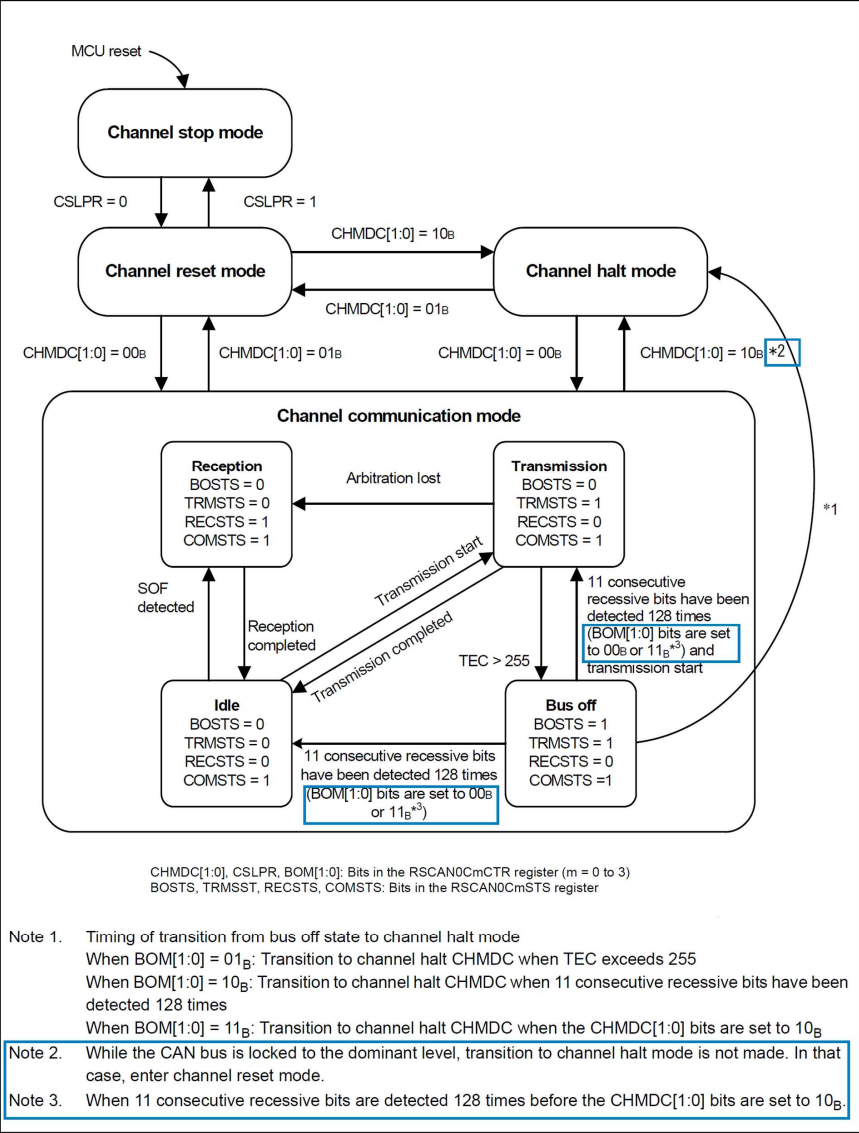 MCU reset
Channel stop mode
CSLPR = 0
CSLPR = 1
CHMDC[1:0] = 10B
Channel reset mode
Channel halt mode
CHMDC[1:0] = 01B
CHMDC[1:0] = 00B
CHMDC[1:0] = 01B
CHMDC[1:0] = 00B
CHMDC[1:0] = 10B *2
Channel communication mode
Reception
BOSTS = 0
TRMSTS = 0
RECSTS = 1
COMSTS = 1
Arbitration lost
Transmission
BOSTS = 0
TRMSTS = 1
RECSTS = 0
COMSTS = 1
*1
SOF
detected
Reception
completed
Transmission start
Transmission completed
TEC > 255
11 consecutive
recessive bits have been
detected 128 times
(BOM[1:0] bits are set
to 00B or 11B*3) and
transmission start
Idle
BOSTS = 0
TRMSTS = 0
RECSTS = 0
COMSTS = 1
11 consecutive recessive bits
have been detected 128 times
(BOM[1:0] bits are set to 00B
or 11B*3)
Bus off
BOSTS = 1
TRMSTS = 1
RECSTS = 0
COMSTS =1
CHMDC[1:0], CSLPR, BOM[1:0]: Bits in the RSCAN0CmCTR register (m = 0 to 3)
BOSTS, TRMSST, RECSTS, COMSTS: Bits in the RSCAN0CmSTS register
Note 1. Timing of transition from bus off state to channel halt mode
When BOM[1:0] = 01B: Transition to channel halt CHMDC when TEC exceeds 255
When BOM[1:0] = 10B: Transition to channel halt CHMDC when 11 consecutive recessive bits have been
detected 128 times
When BOM[1:0] = 11B: Transition to channel halt CHMDC when the CHMDC[1:0] bits are set to 10B
Note 2. While the CAN bus is locked to the dominant level, transition to channel halt mode is not made. In that
case, enter channel reset mode.
Note 3. When 11 consecutive recessive bits are detected 128 times before the CHMDC[1:0] bits are set to 10B.